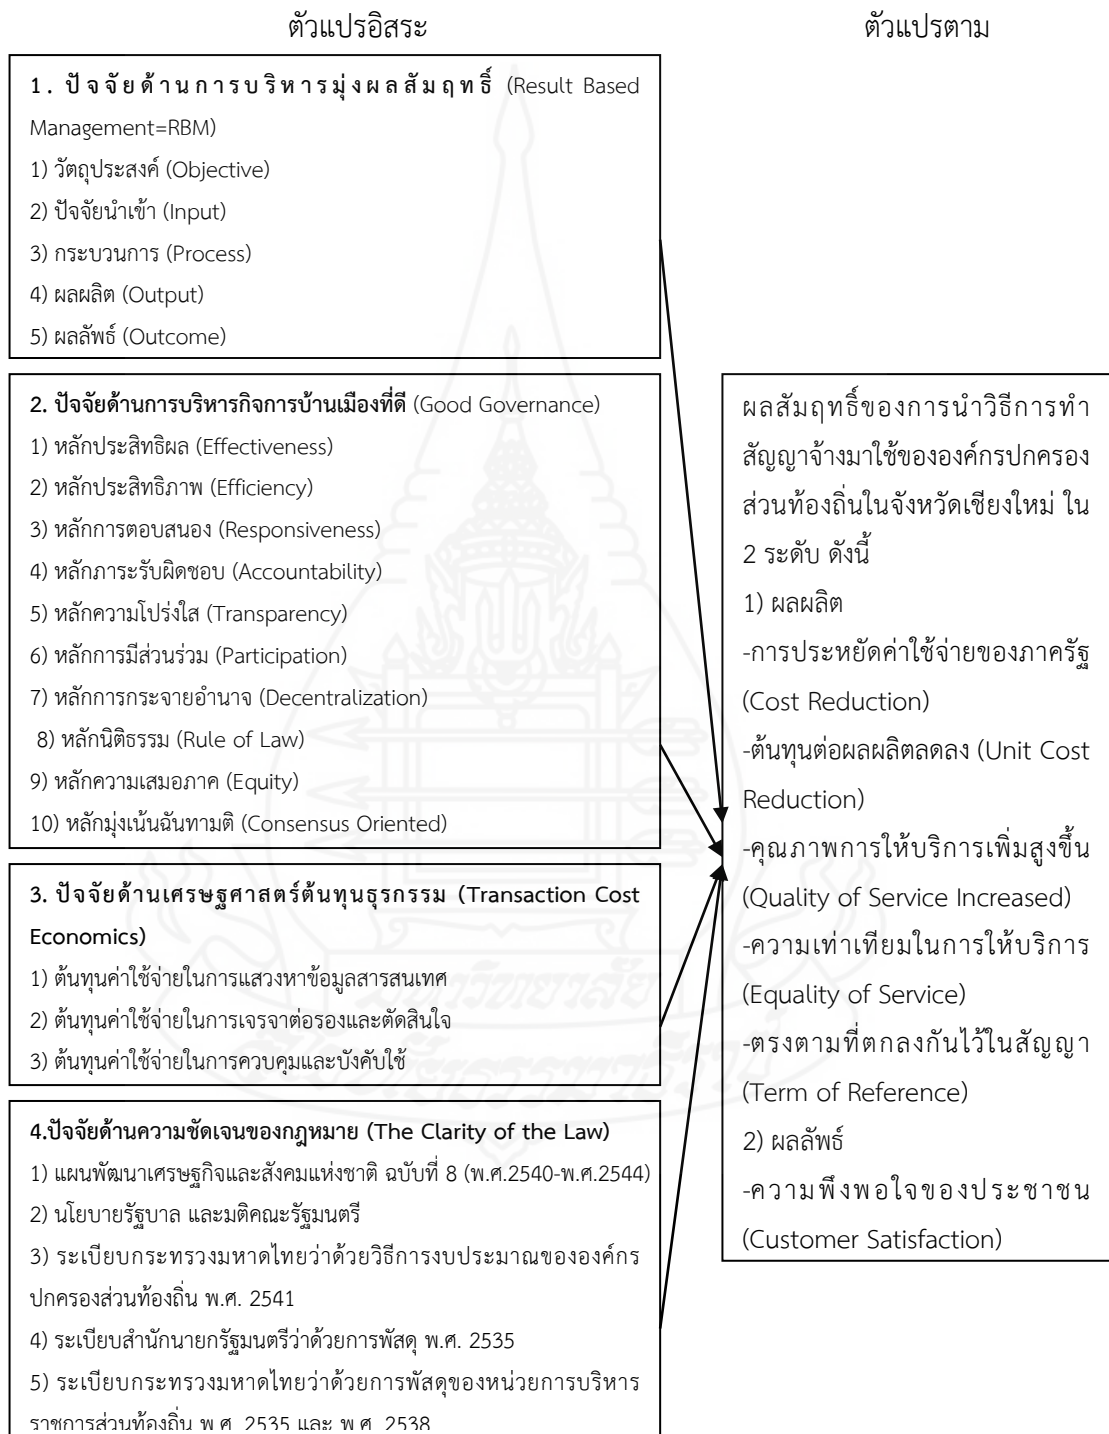 ตัวแปรอิสระ
ตัวแปรตาม
1. ปัจจัยด้านการบริหารมุ่งผลสัมฤทธิ์ (Result Based
Management=RBM)
1) วัตถุประสงค์ (Objective)
2) ปัจจัยนำเข้า (Input)
3) กระบวนการ (Process)
4) ผลผลิต (Output)
5) ผลลัพธ์ (Outcome)
2. ปัจจัยด้านการบริหารกิจการบ้านเมืองที่ดี (Good Governance)
1) หลักประสิทธิผล (Effectiveness)
2) หลักประสิทธิภาพ (Efficiency)
3) หลักการตอบสนอง (Responsiveness)
4) หลักภาระรับผิดชอบ (Accountability)
5) หลักความโปร่งใส (Transparency)
6) หลักการมีส่วนร่วม (Participation)
7) หลักการกระจายอำนาจ (Decentralization)
8) หลักนิติธรรม (Rule of Law)
9) หลักความเสมอภาค (Equity)
10) หลักมุ่งเน้นฉันทามติ (Consensus Oriented)
3. ปัจจัยด้านเศรษฐศาสตร์ต้นทุนธุรกรรม (Transaction Cost
Economics)
1) ต้นทุนค่าใช้จ่ายในการแสวงหาข้อมูลสารสนเทศ
2) ต้นทุนค่าใช้จ่ายในการเจรจาต่อรองและตัดสินใจ
3) ต้นทุนค่าใช้จ่ายในการควบคุมและบังคับใช้
4.ปัจจัยด้านความชัดเจนของกฎหมาย (The Clarity of the Law)
1) แผนพัฒนาเศรษฐกิจและสังคมแห่งชาติ ฉบับที่ 8 (พ.ศ.2540-พ.ศ.2544)
2) นโยบายรัฐบาล และมติคณะรัฐมนตรี
3) ระเบียบกระทรวงมหาดไทยว่าด้วยวิธีการงบประมาณขององค์กร
ปกครองส่วนท้องถิ่น พ.ศ. 2541
4) ระเบียบสำนักนายกรัฐมนตรีว่าด้วยการพัสดุ พ.ศ. 2535
5) ระเบียบกระทรวงมหาดไทยว่าด้วยการพัสดุของหน่วยการบริหาร
ราชการส่วนท้องถิ่น พ.ศ. 2535 และ พ.ศ. 2538
ผลสัมฤทธิ์ของการนำวิธีการทำ
สัญญาจ้างมาใช้ขององค์กรปกครอง
ส่วนท้องถิ่นในจังหวัดเชียงใหม่ ใน
2 ระดับ ดังนี้
1) ผลผลิต
-การประหยัดค่าใช้จ่ายของภาครัฐ
(Cost Reduction)
-ต้นทุนต่อผลผลิตลดลง (Unit Cost
Reduction)
-คุณภาพการให้บริการเพิ่มสูงขึ้น
(Quality of Service Increased)
-ความเท่าเทียมในการให้บริการ
(Equality of Service)
-ตรงตามที่ตกลงกันไว้ในสัญญา
(Term of Reference)
2) ผลลัพธ์
-ความพึงพอใจของประชาชน
(Customer Satisfaction)
มหาวิทยาลัย
สุโขทัยธรรมาธิราช